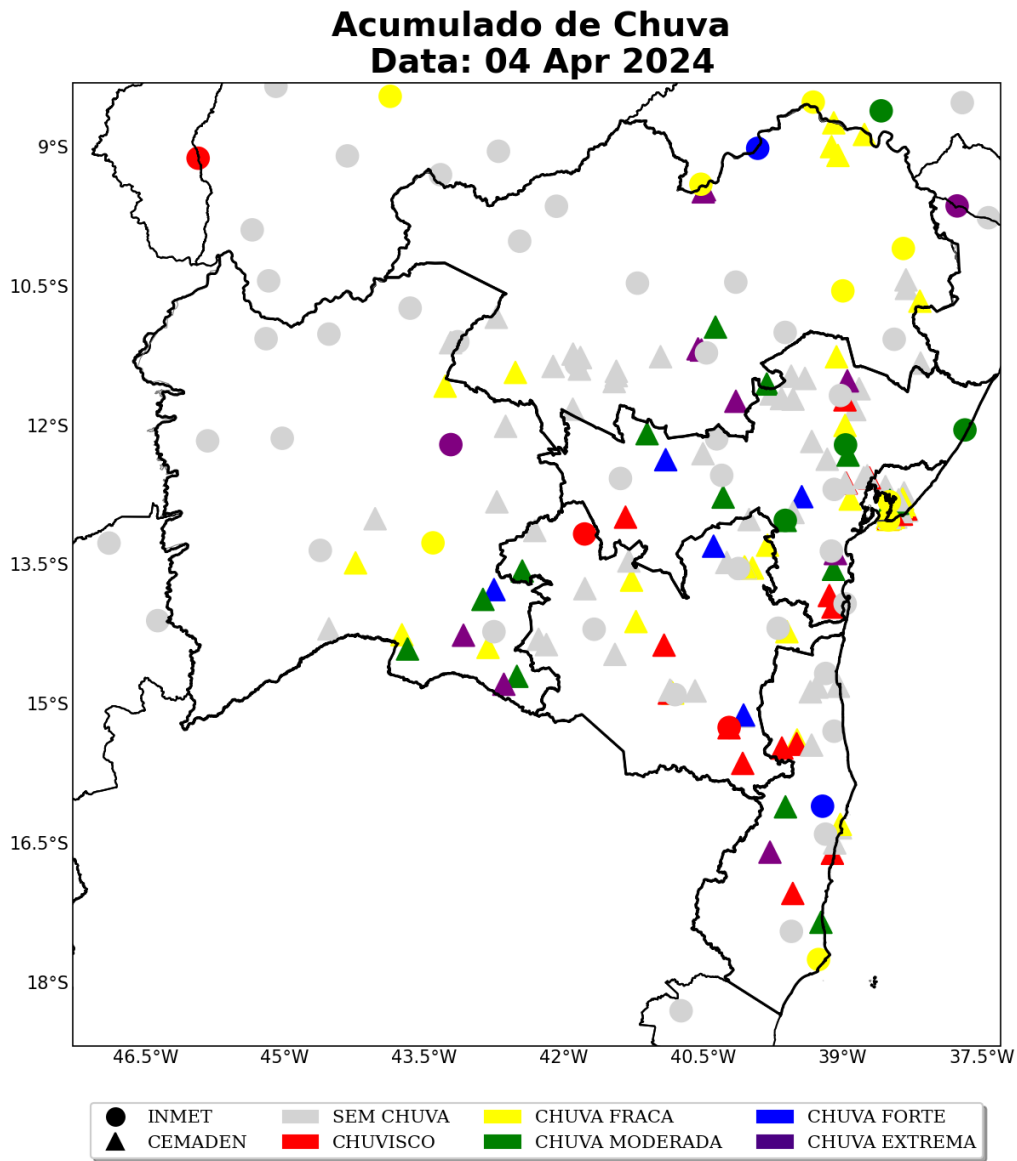 Acumulado de Chuva
Data: 04 Apr 2024
9°S
10.5°S
12°S
13.5°S
15°S
16.5°S
18°S
46.5°W 45°W 43.5°W 42°W 40.5°W 39°W 37.5°W
INMET SEM CHUVA CHUVA FRACA CHUVA FORTE
CEMADEN CHUVISCO CHUVA MODERADA CHUVA EXTREMA